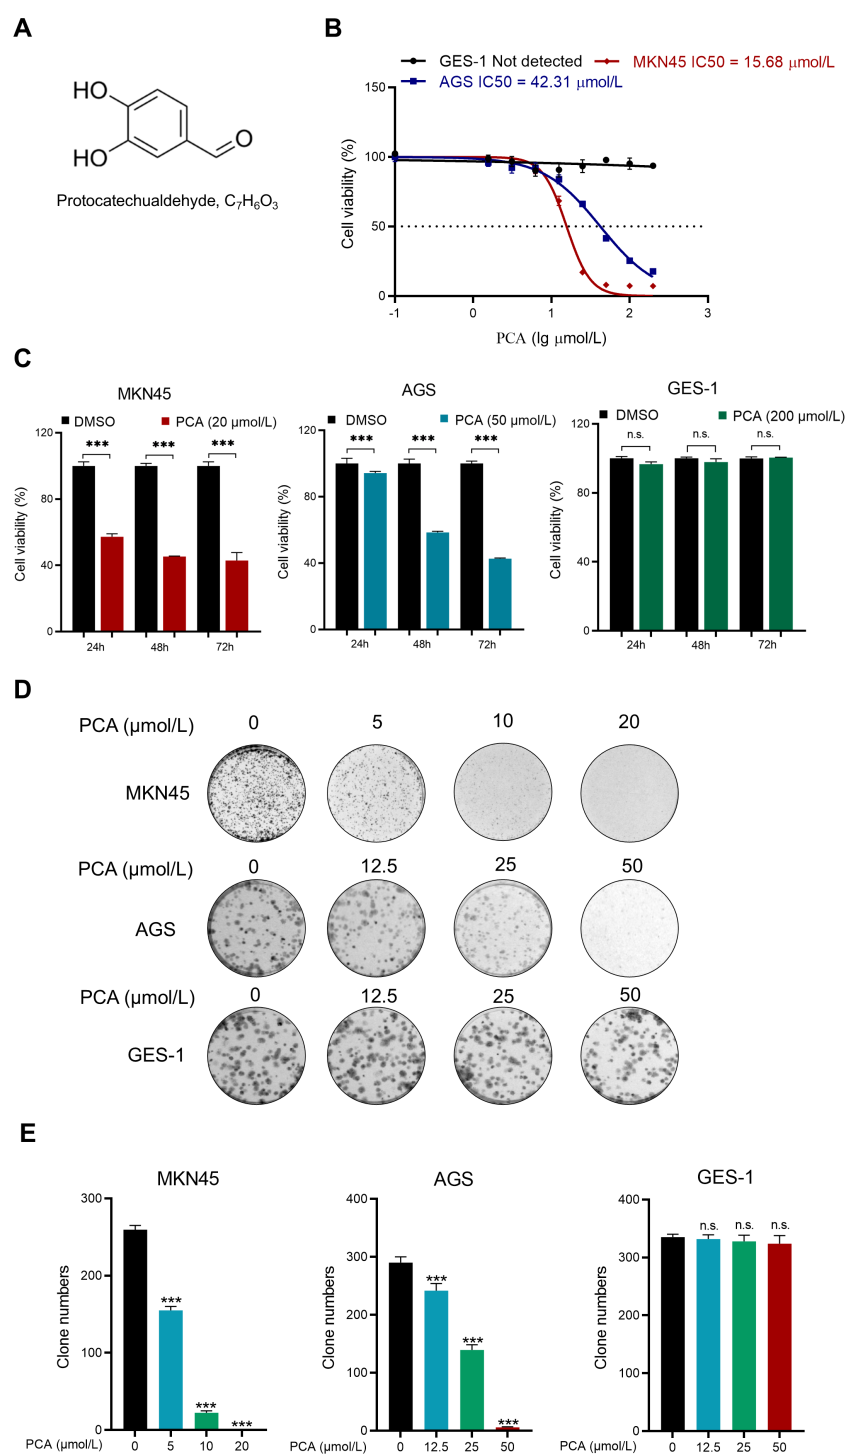 A
HO
HO
O
Protocatechualdehyde, C₇H₆O₃
B
GES-1 Not detected
MKN45 IC50 = 15.68 μmol/L
AGS IC50 = 42.31 μmol/L
Cell viability (%)
150
100
50
0
-1 0 1 2 3
PCA (lg μmol/L)
C
MKN45
DMSO PCA (20 μmol/L)
Cell viability (%)
120
80
40
0
*** *** ***
24h 48h 72h
AGS
DMSO PCA (50 μmol/L)
Cell viability (%)
120
80
40
0
*** *** ***
24h 48h 72h
GES-1
DMSO PCA (200 μmol/L)
Cell viability (%)
120
80
40
0
n.s. n.s. n.s.
24h 48h 72h
D
PCA (μmol/L) 0 5 10 20
MKN45
PCA (μmol/L) 0 12.5 25 50
AGS
PCA (μmol/L) 0 12.5 25 50
GES-1
E
MKN45
Clone numbers
300
200
100
0
*** *** ***
PCA (μmol/L) 0 5 10 20
AGS
Clone numbers
400
300
200
100
0
*** *** ***
PCA (μmol/L) 0 12.5 25 50
GES-1
Clone numbers
400
300
200
100
0
n.s. n.s. n.s.
PCA (μmol/L) 0 12.5 25 50